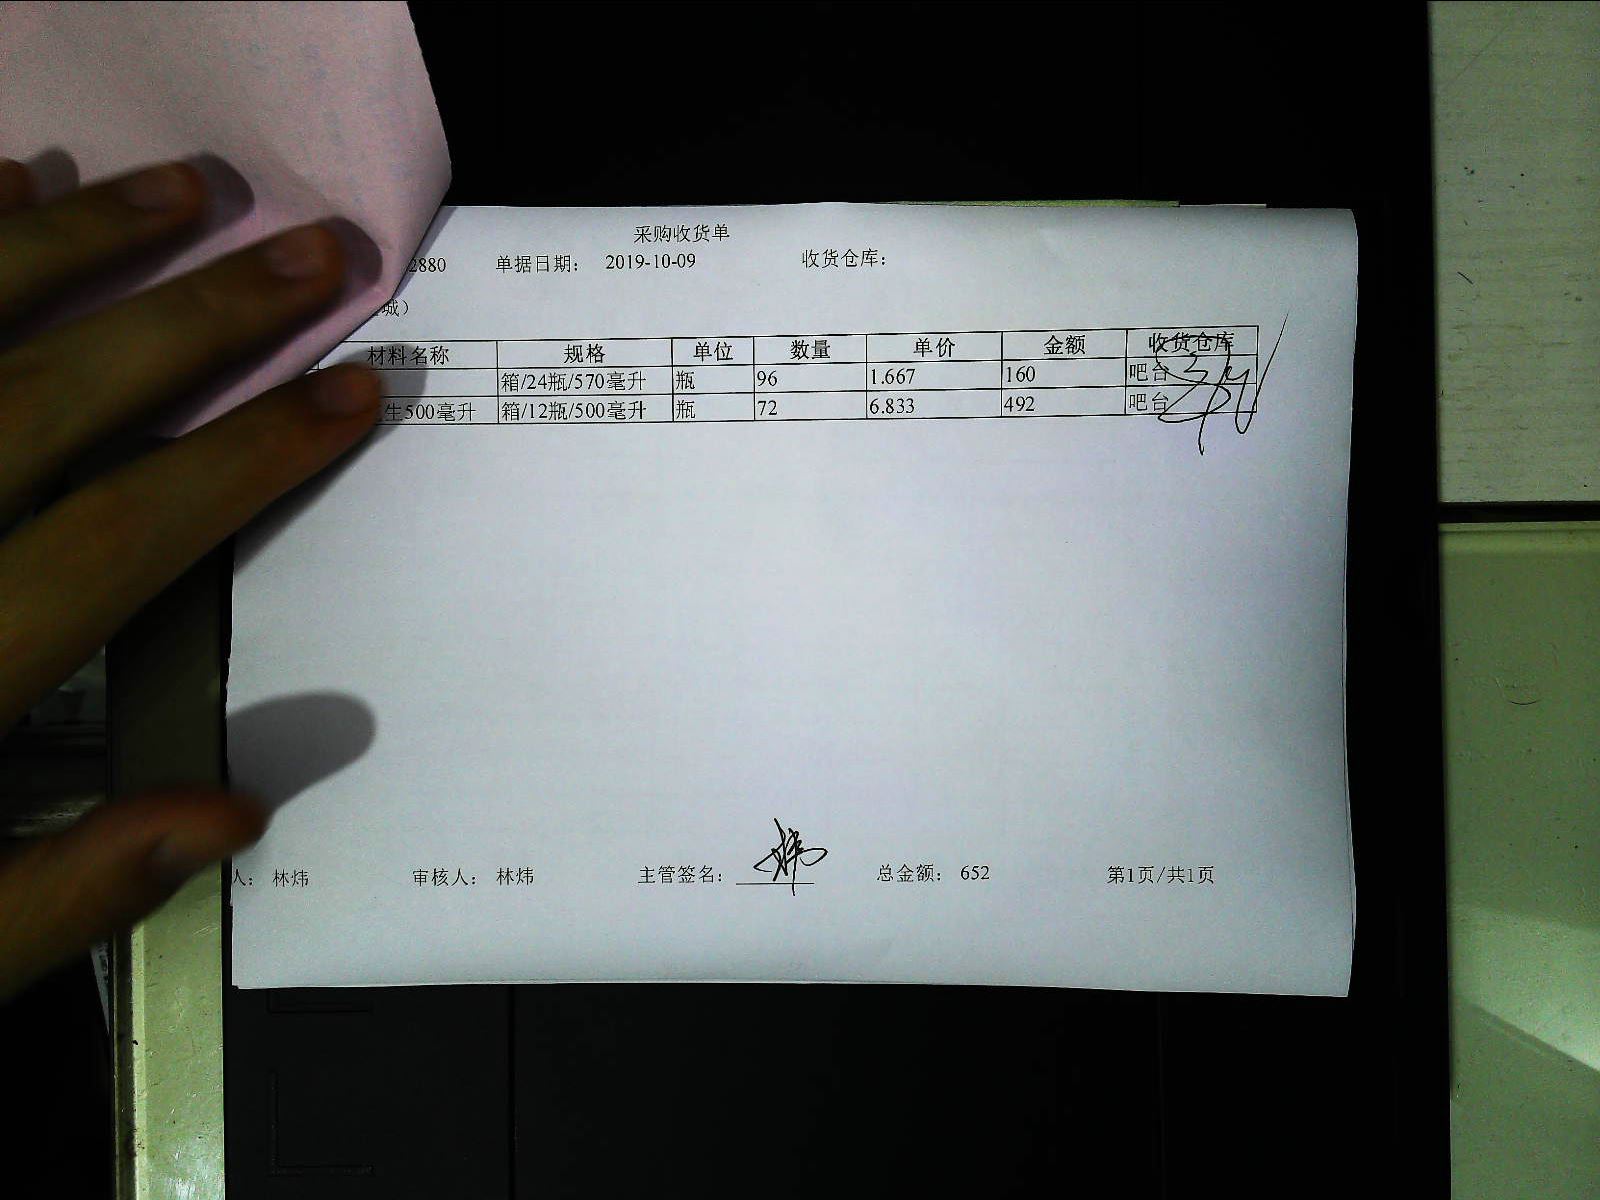 采购收货单
2880 单据日期： 2019-10-09 收货仓库：
城）
材料名称 规格 单位 数量 单价 金额 收货仓库
箱/24瓶/570毫升 瓶 96 1.667 160 吧台
生500毫升 箱/12瓶/500毫升 瓶 72 6.833 492 吧台
人： 林炜 审核人： 林炜 主管签名： 总金额： 652 第1页/共1页